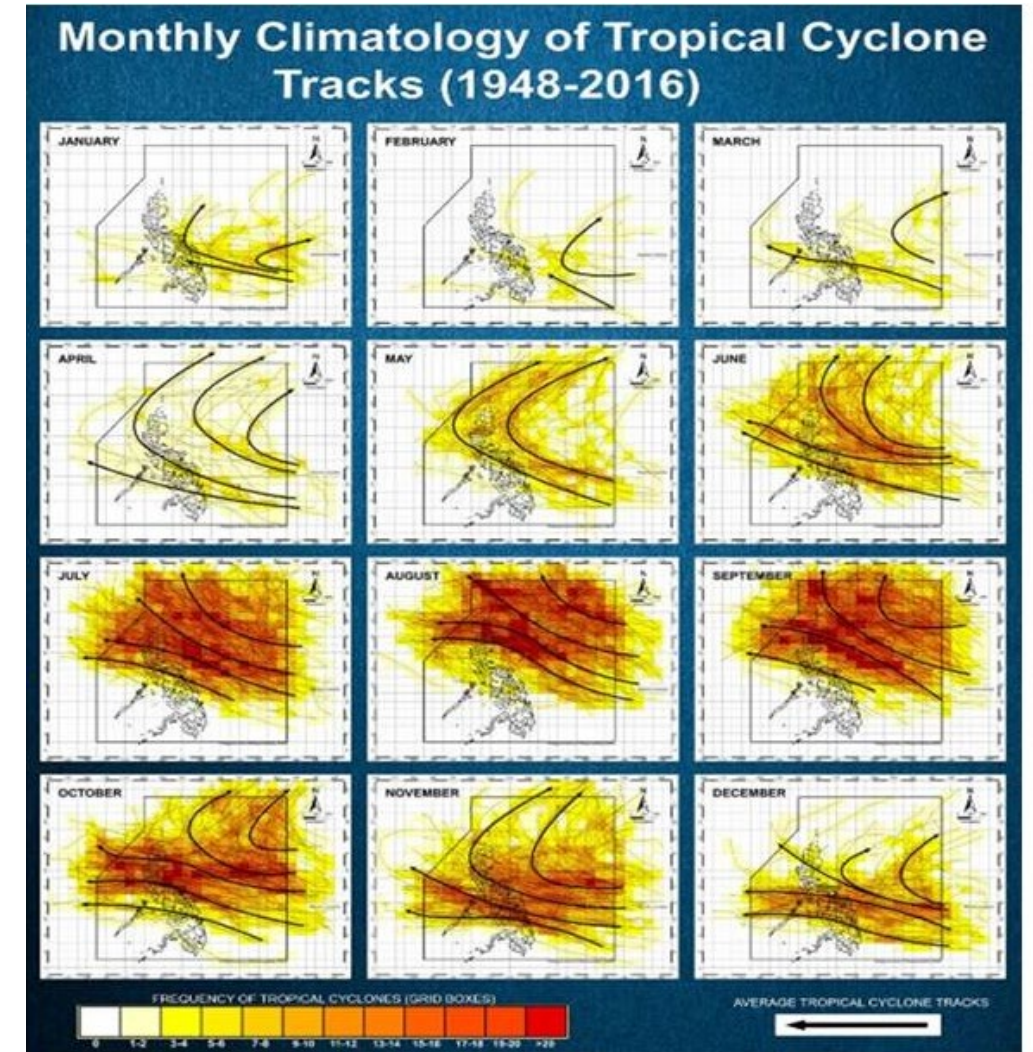 Monthly Climatology of Tropical Cyclone
Tracks (1948-2016)
JANUARY
N
FEBRUARY
N
MARCH
N
APRIL
N
MAY
N
JUNE
N
JULY
N
AUGUST
N
SEPTEMBER
N
OCTOBER
N
NOVEMBER
N
DECEMBER
N
FREQUENCY OF TROPICAL CYCLONES (GRID BOXES)
0 1-2 3-4 5-6 7-8 9-10 11-12 13-14 15-16 17-18 19-20 >20
AVERAGE TROPICAL CYCLONE TRACKS